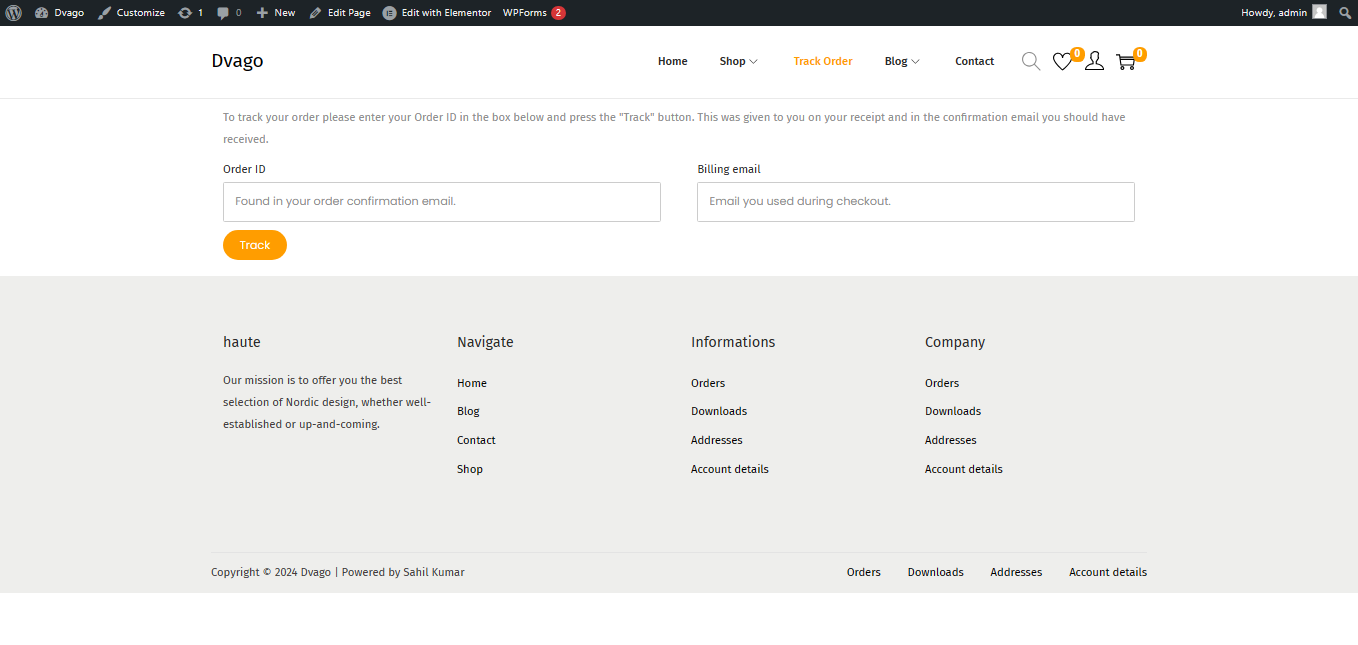 Dvago Customize 1 0 New Edit Page Edit with Elementor WPForms 2 Howdy, admin
Dvago Home Shop Track Order Blog Contact 0 0
To track your order please enter your Order ID in the box below and press the "Track" button. This was given to you on your receipt and in the confirmation email you should have
received.
Order ID Billing email
Found in your order confirmation email. Email you used during checkout.
Track
haute Navigate Informations Company
Our mission is to offer you the best
selection of Nordic design, whether well-
established or up-and-coming.
Home Orders Orders
Blog Downloads Downloads
Contact Addresses Addresses
Shop Account details Account details
Copyright © 2024 Dvago | Powered by Sahil Kumar Orders Downloads Addresses Account details